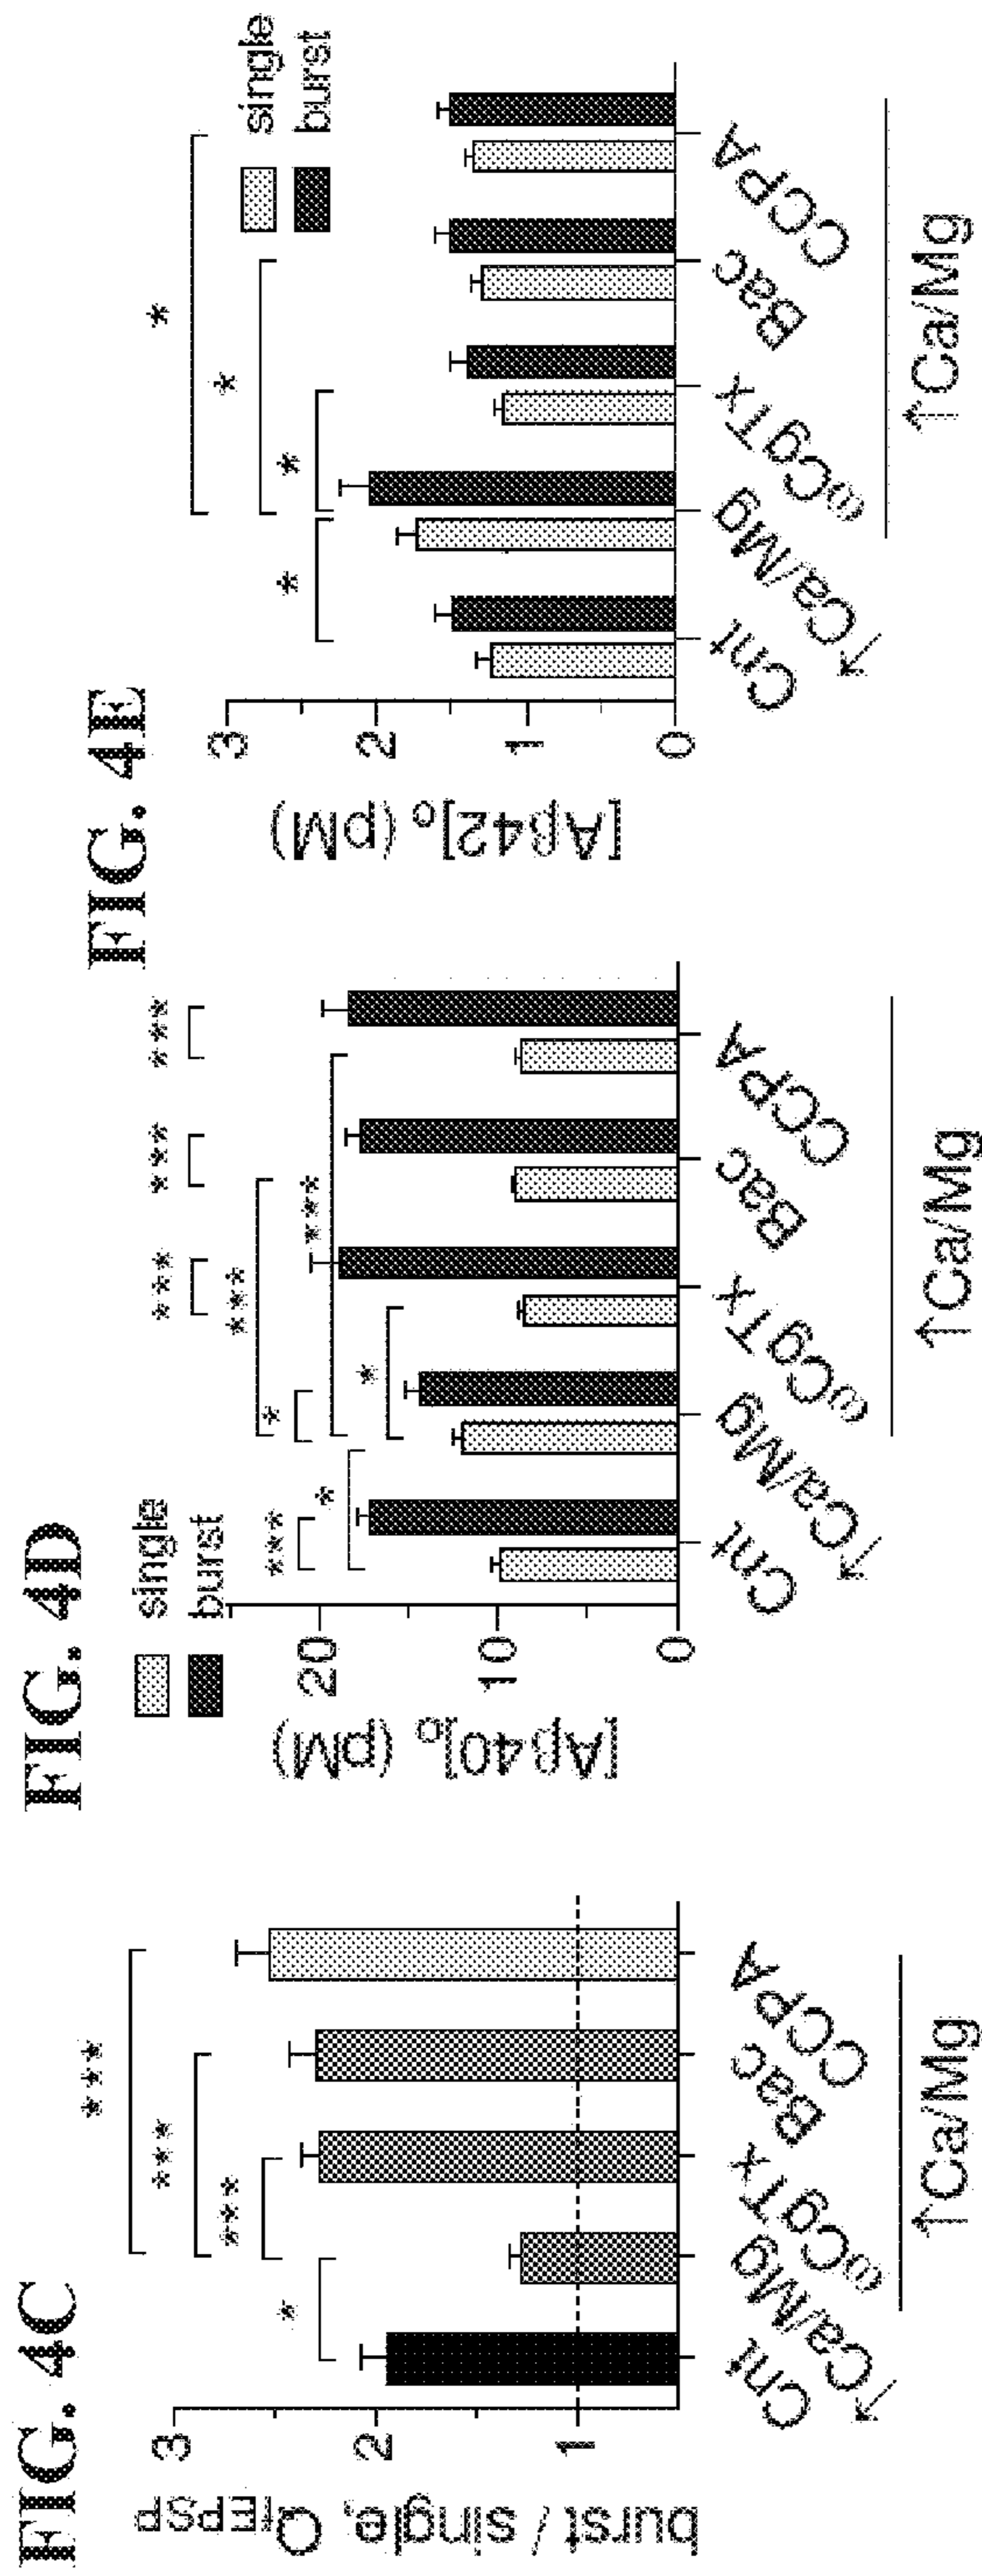 FIG. 4C
burst / single, QfEPSP
3
2
1
*
***
***
***
Cnt
↑Ca/Mg
ωCgTx
Bac
CCPA
↑Ca/Mg
FIG. 4D
single
burst
[Aβ40]o (pM)
20
10
0
***
*
*
***
***
*
***
***
***
Cnt
↑Ca/Mg
ωCgTx
Bac
CCPA
↑Ca/Mg
FIG. 4E
single
burst
[Aβ42]o (pM)
3
2
1
0
*
*
*
*
Cnt
↑Ca/Mg
ωCgTx
Bac
CCPA
↑Ca/Mg